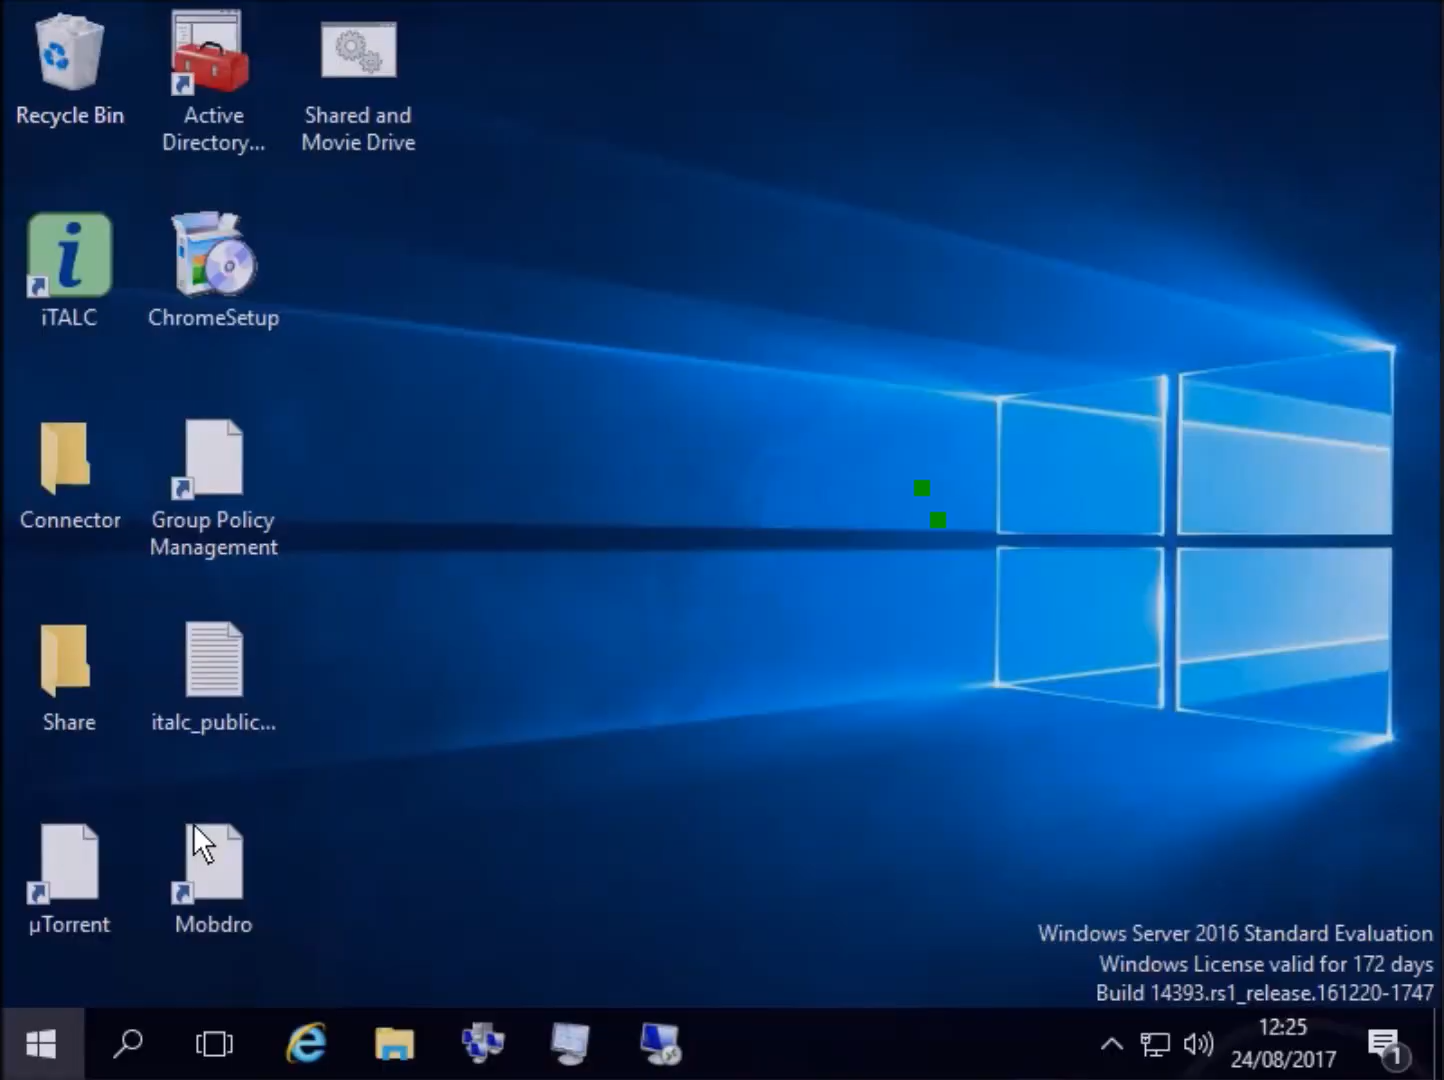 Recycle Bin
Active
Directory...
Shared and
Movie Drive
iTALC
ChromeSetup
Connector
Group Policy
Management
Share
italc_public...
µTorrent
Mobdro
Windows Server 2016 Standard Evaluation
Windows License valid for 172 days
Build 14393.rs1_release.161220-1747
12:25
24/08/2017
1